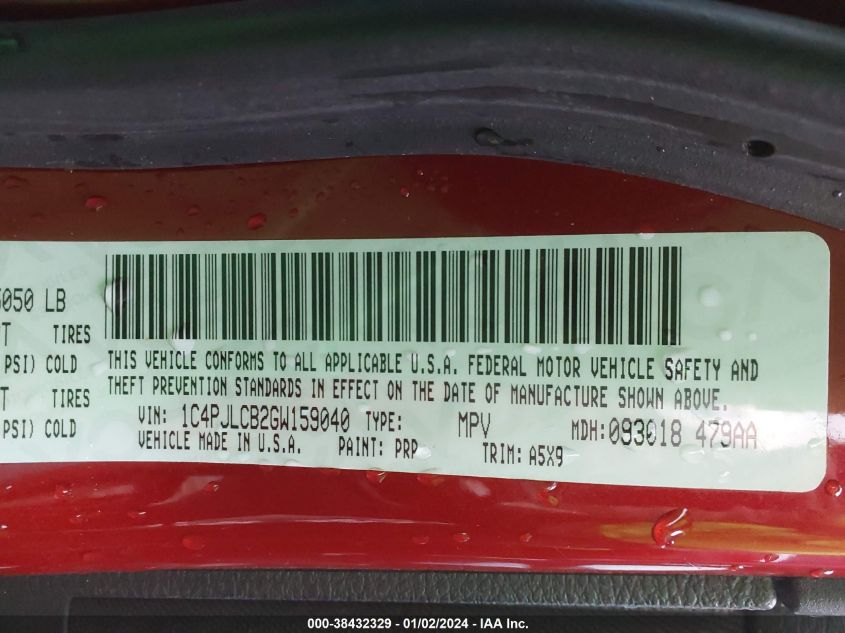 5050 LB
TIRES
PSI) COLD
TIRES
PSI) COLD
THIS VEHICLE CONFORMS TO ALL APPLICABLE U.S.A. FEDERAL MOTOR VEHICLE SAFETY AND
THEFT PREVENTION STANDARDS IN EFFECT ON THE DATE OF MANUFACTURE SHOWN ABOVE.
VIN: 1C4PJLCB2GW159040 TYPE: MPV MDH:093018 479AA
VEHICLE MADE IN U.S.A. PAINT: PRP TRIM: A5X9
000-38432329 - 01/02/2024 - IAA Inc.